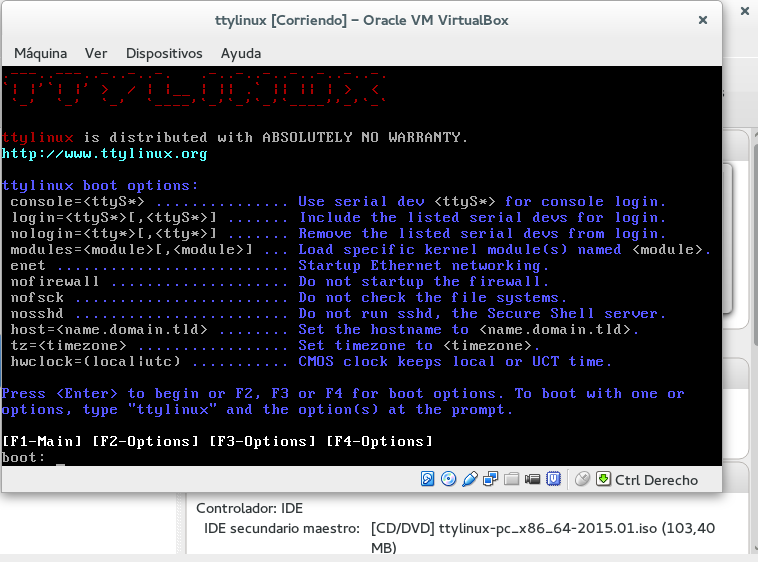 ttylinux [Corriendo] – Oracle VM VirtualBox
Máquina Ver Dispositivos Ayuda
ttylinux is distributed with ABSOLUTELY NO WARRANTY.
http://www.ttylinux.org
ttylinux boot options:
console=<ttyS*> ............... Use serial dev <ttyS*> for console login.
login=<ttyS*>[,<ttyS*>] ....... Include the listed serial devs for login.
nologin=<tty*>[,<tty*>] ....... Remove the listed serial devs from login.
modules=<module>[,<module>] ... Load specific kernel module(s) named <module>.
enet .......................... Startup Ethernet networking.
nofirewall .................... Do not startup the firewall.
nofsck ........................ Do not check the file systems.
nosshd ........................ Do not run sshd, the Secure Shell server.
host=<name.domain.tld> ........ Set the hostname to <name.domain.tld>.
tz=<timezone> ................. Set timezone to <timezone>.
hwclock=(local|utc) ........... CMOS clock keeps local or UCT time.
Press <Enter> to begin or F2, F3 or F4 for boot options. To boot with one or
options, type "ttylinux" and the option(s) at the prompt.
[F1-Main] [F2-Options] [F3-Options] [F4-Options]
boot: _
Ctrl Derecho
Controlador: IDE
IDE secundario maestro: [CD/DVD] ttylinux-pc_x86_64-2015.01.iso (103,40
MB)